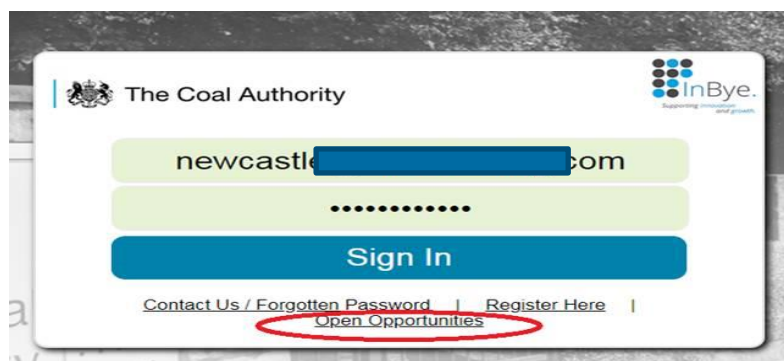 The Coal Authority
InBye.
Supporting innovation
and growth.
newcastle com
••••••••••••
Sign In
Contact Us / Forgotten Password | Register Here |
Open Opportunities